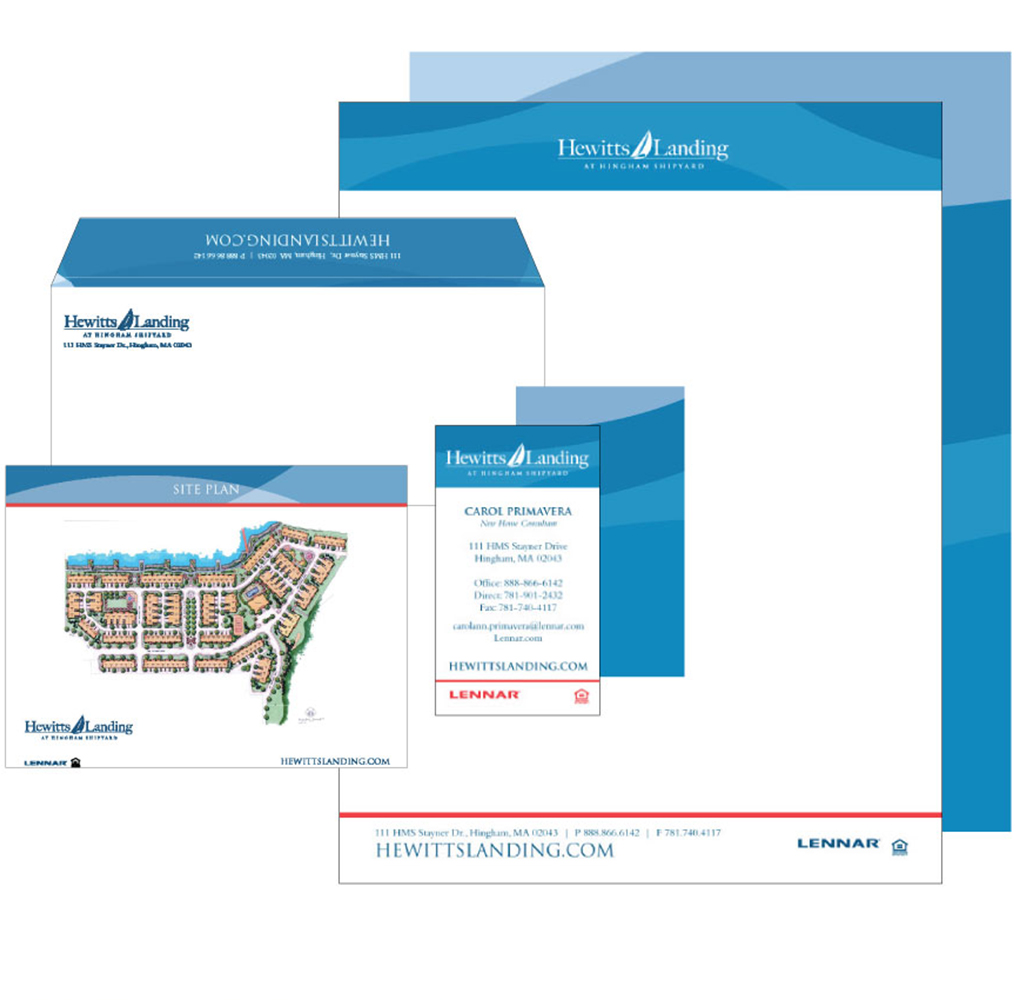 Hewitts Landing
AT HINGHAM SHIPYARD
HEWITTSLANDING.COM
111 HMS Stayner Dr., Hingham, MA 02043 | P 888.866.6142
Hewitts Landing
AT HINGHAM SHIPYARD
111 HMS Stayner Dr., Hingham, MA 02043
SITE PLAN
Hewitts Landing
AT HINGHAM SHIPYARD
LENNAR
HEWITTSLANDING.COM
Hewitts Landing
AT HINGHAM SHIPYARD
CAROL PRIMAVERA
New Home Consultant
111 HMS Stayner Drive
Hingham, MA 02043
Office: 888-866-6142
Direct: 781-901-2432
Fax: 781-740-4117
carolann.primavera@lennar.com
Lennar.com
HEWITTSLANDING.COM
LENNAR
111 HMS Stayner Dr., Hingham, MA 02043 | P 888.866.6142 | F 781.740.4117
HEWITTSLANDING.COM
LENNAR